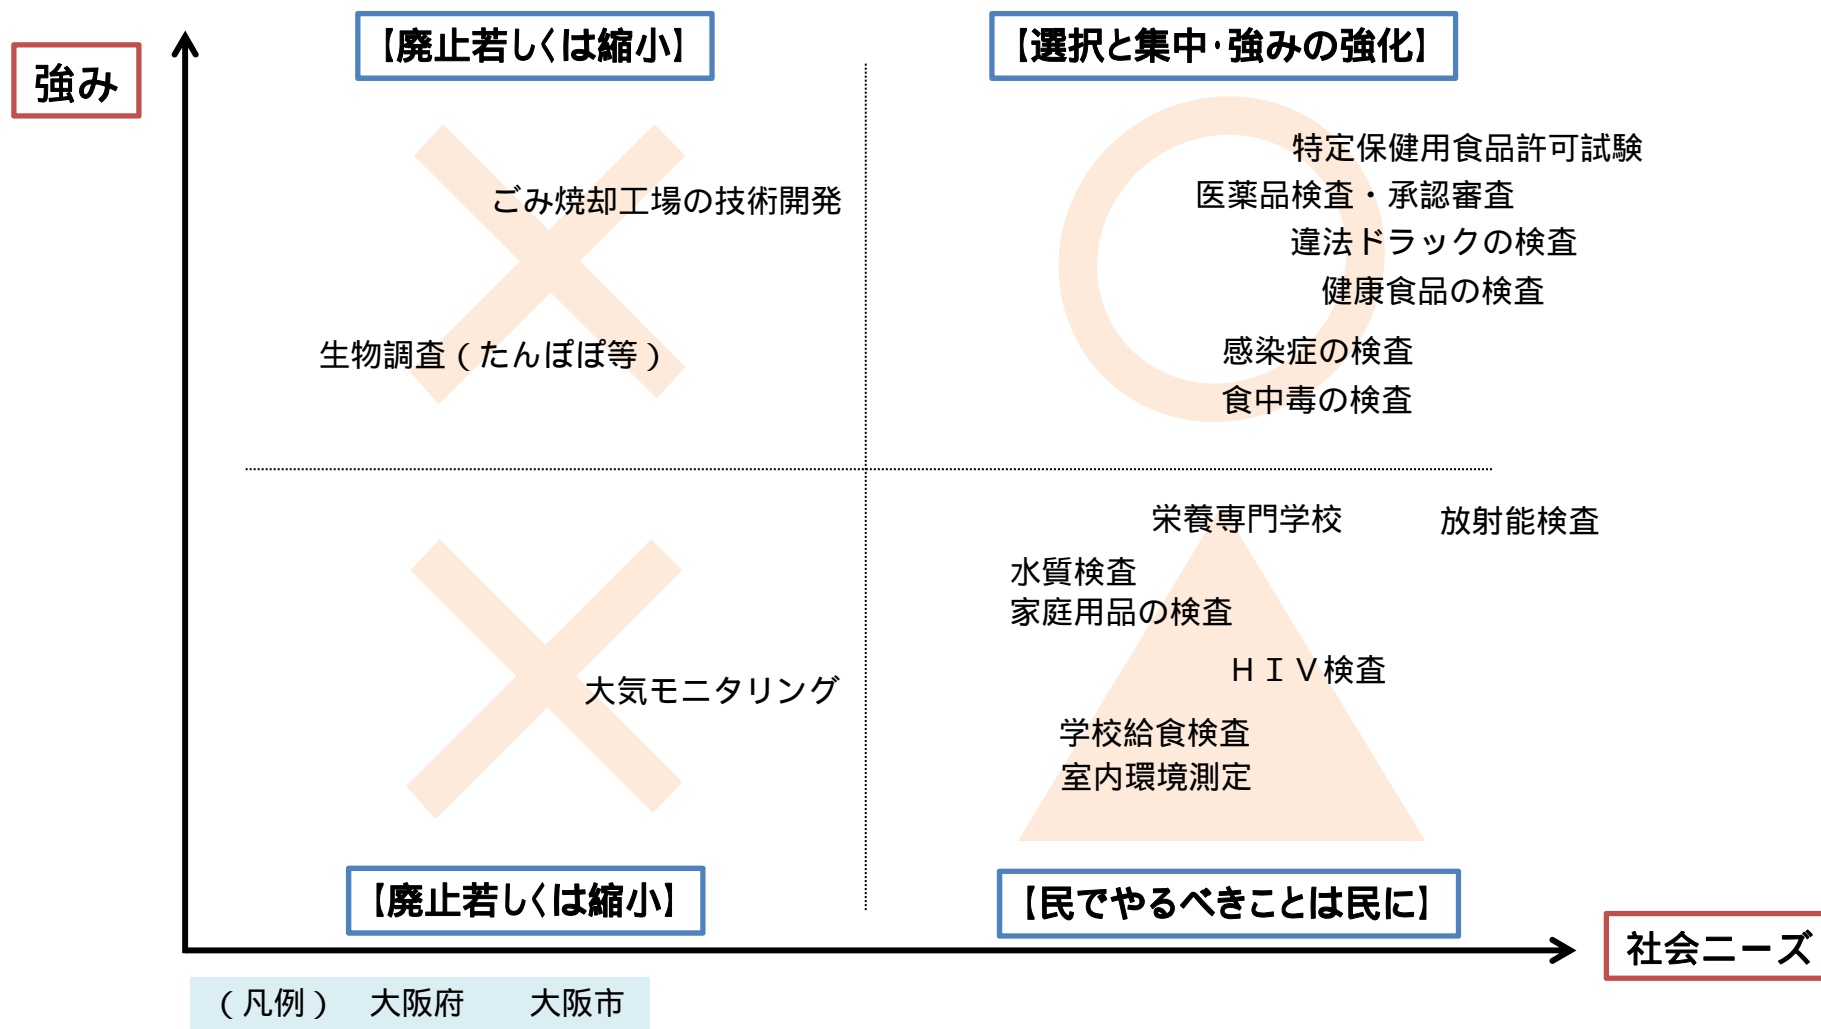 【廃止若しくは縮小】
【選択と集中・強みの強化】
強み
特定保健用食品許可試験
ごみ焼却工場の技術開発
医薬品検査・承認審査
違法ドラックの検査
健康食品の検査
生物調査（たんぽぽ等）
感染症の検査
食中毒の検査
栄養専門学校
放射能検査
水質検査
家庭用品の検査
ＨＩＶ検査
大気モニタリング
学校給食検査
室内環境測定
【廃止若しくは縮小】
【民でやるべきことは民に】
社会ニーズ
（凡例）　大阪府　　大阪市